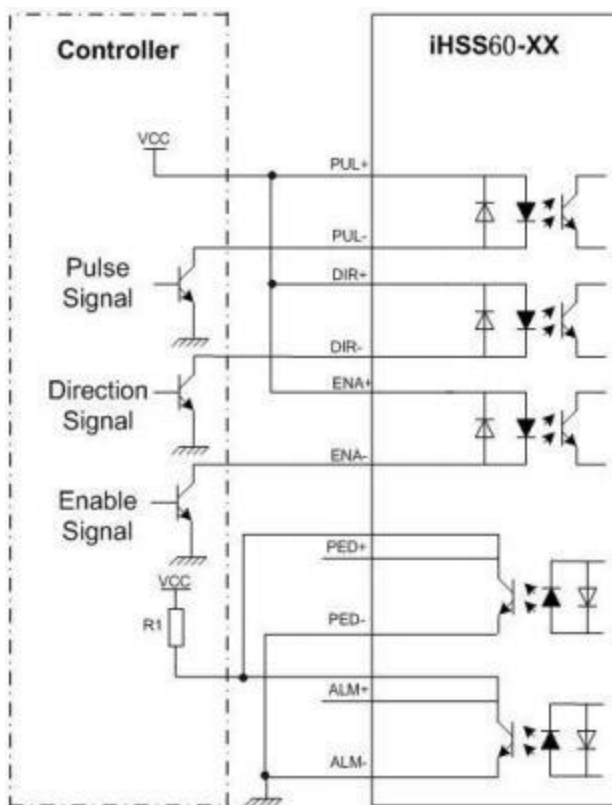 Controller
iHSS60-XX
VCC
PUL+
PUL-
Pulse
Signal
DIR+
DIR-
Direction
Signal
ENA+
ENA-
Enable
Signal
PED+
VCC
R1
PED-
ALM+
ALM-